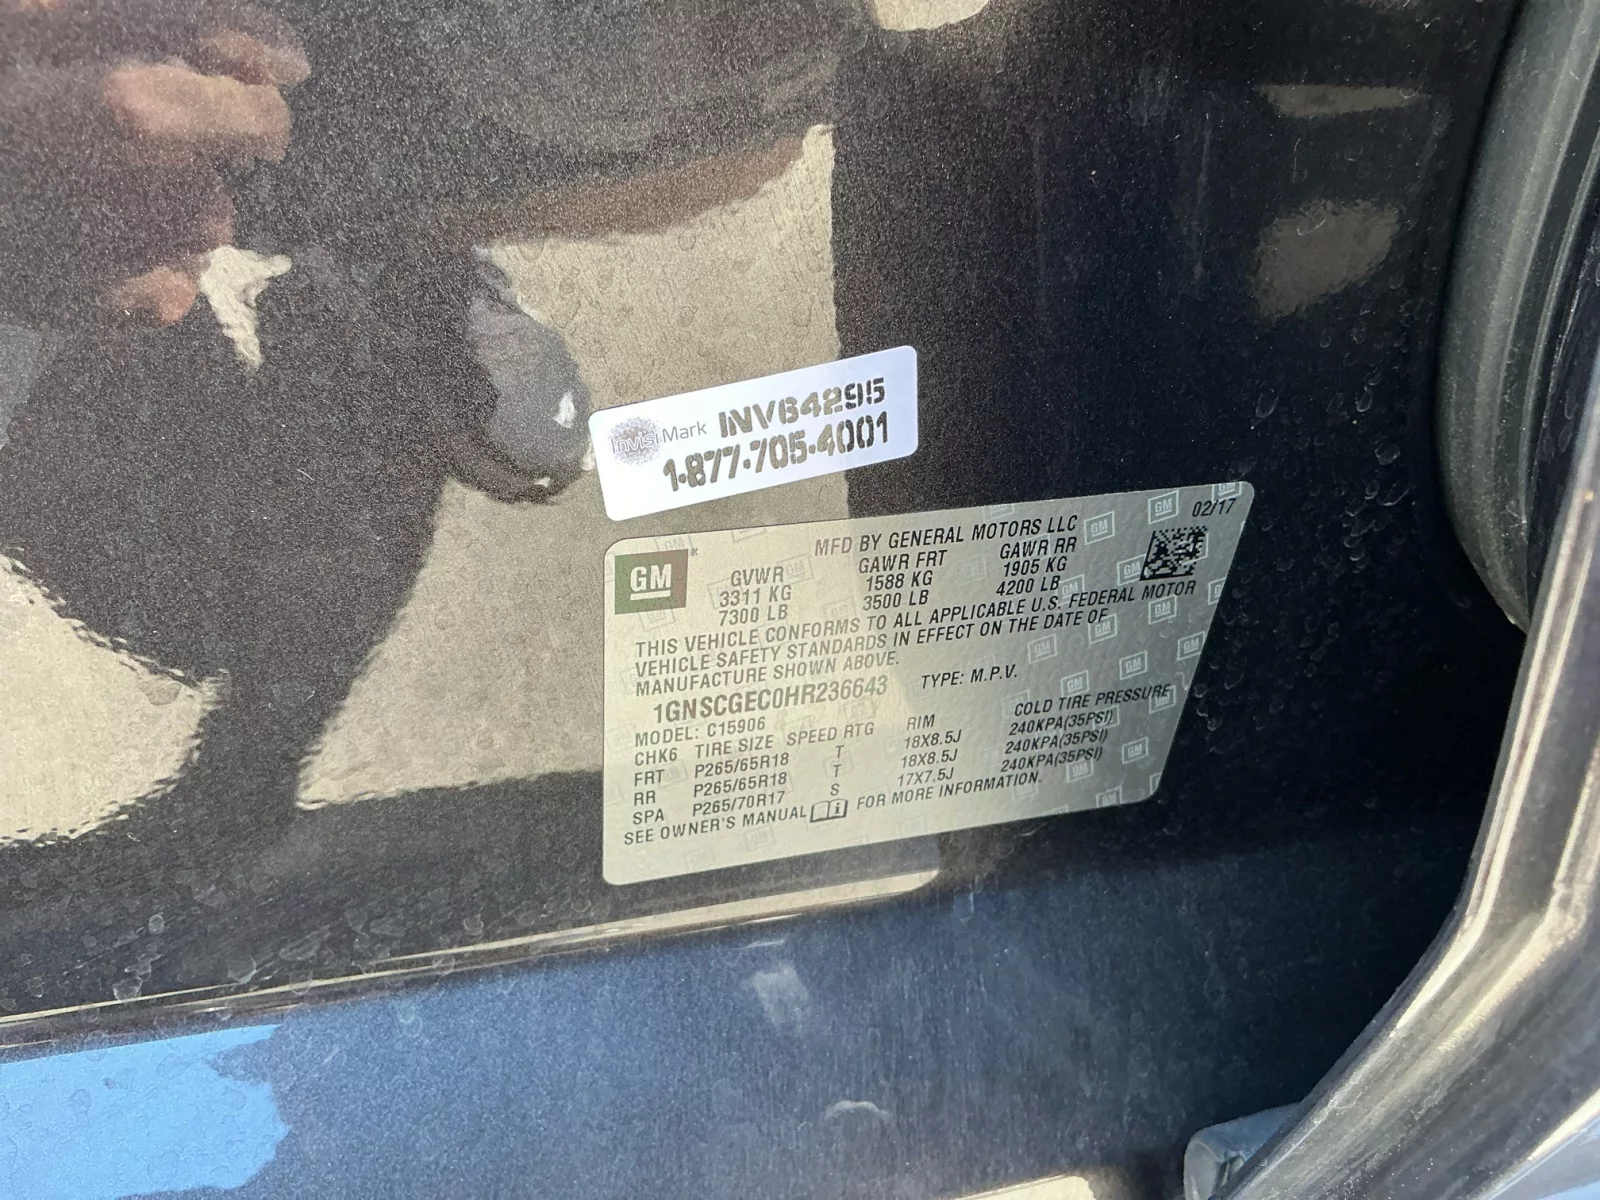 InvisiMark INV64295
1-877-705-4001
02/17
GM
MFD BY GENERAL MOTORS LLC
GVWR GAWR FRT GAWR RR
3311 KG 1588 KG 1905 KG
7300 LB 3500 LB 4200 LB
THIS VEHICLE CONFORMS TO ALL APPLICABLE U.S. FEDERAL MOTOR
VEHICLE SAFETY STANDARDS IN EFFECT ON THE DATE OF
MANUFACTURE SHOWN ABOVE.
1GNSCGEC0HR236643 TYPE: M.P.V.
MODEL: C15906
CHK6 TIRE SIZE SPEED RTG RIM COLD TIRE PRESSURE
FRT P265/65R18 T 18X8.5J 240KPA(35PSI)
RR P265/65R18 T 18X8.5J 240KPA(35PSI)
SPA P265/70R17 S 17X7.5J 240KPA(35PSI)
SEE OWNER'S MANUAL FOR MORE INFORMATION.